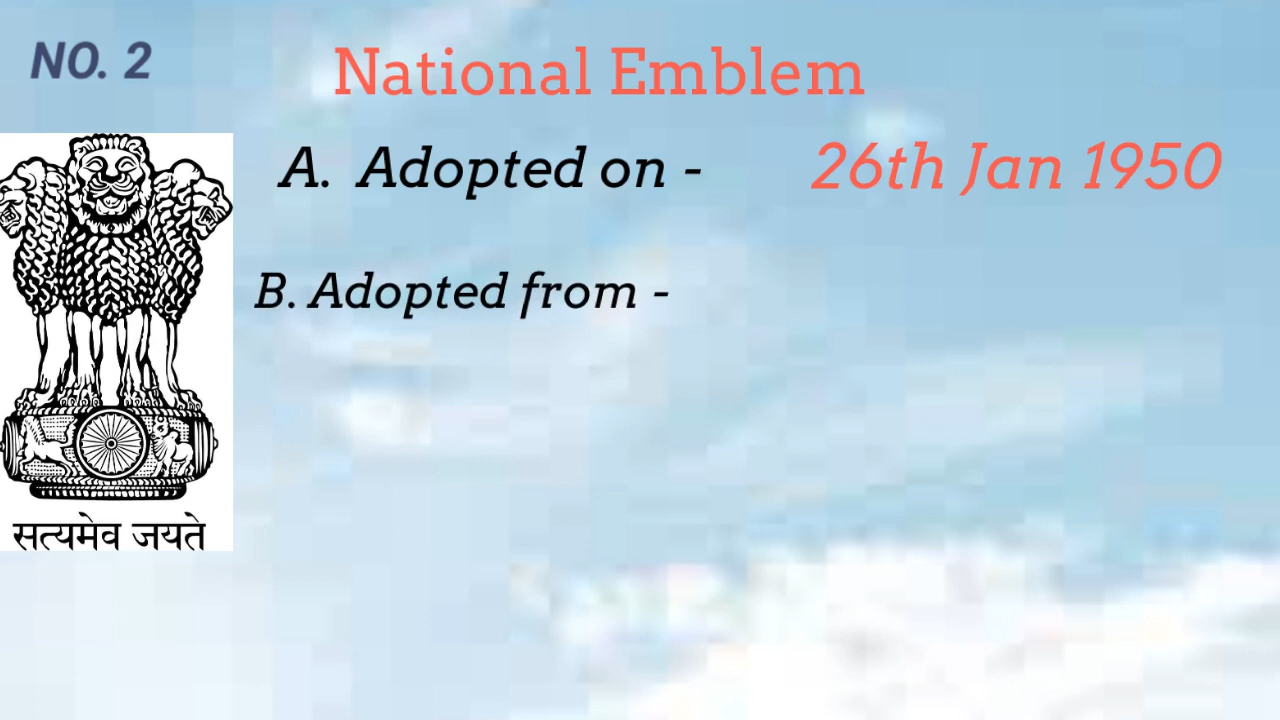 NO. 2
National Emblem
A. Adopted on - 26th Jan 1950
B. Adopted from -
सत्यमेव जयते